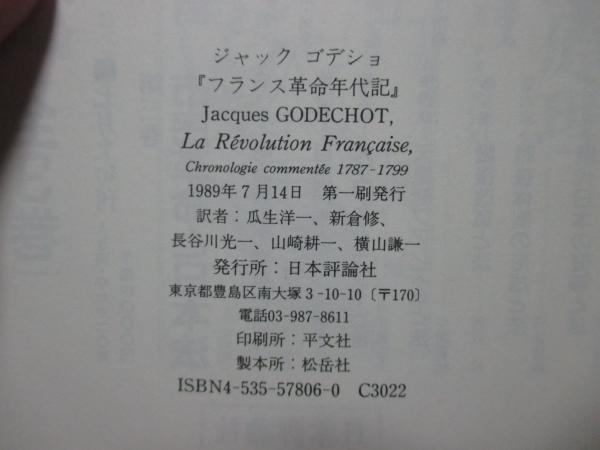 ジャック ゴデショ
『フランス革命年代記』
Jacques GODECHOT,
La Révolution Française,
Chronologie commentée 1787-1799
1989年7月14日 第一刷発行
訳者：瓜生洋一、新倉修、
長谷川光一、山崎耕一、横山謙一
発行所：日本評論社
東京都豊島区南大塚3-10-10〔〒170〕
電話03-987-8611
印刷所：平文社
製本所：松岳社
ISBN4-535-57806-0 C3022